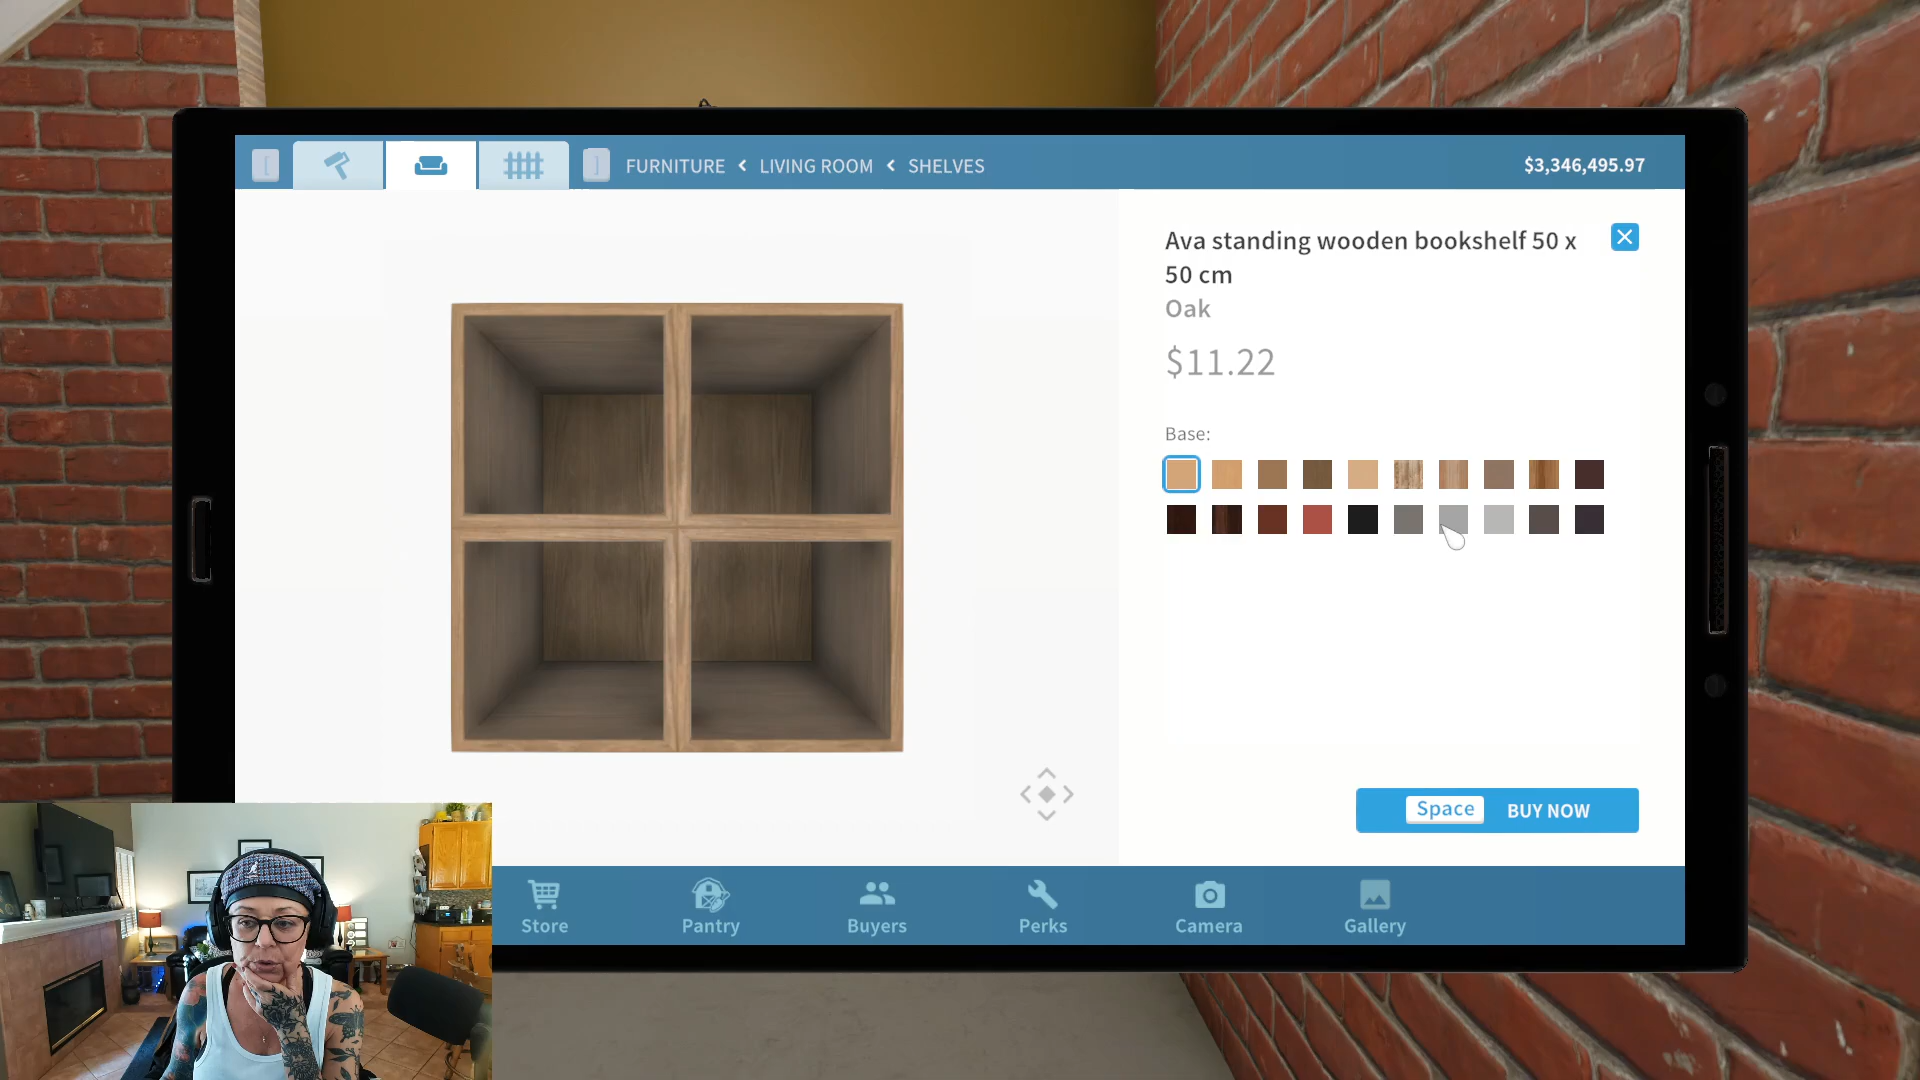 [
]
FURNITURE < LIVING ROOM < SHELVES
$3,346,495.97
Ava standing wooden bookshelf 50 x
50 cm
Oak
$11.22
Base:
Space BUY NOW
Store
Pantry
Buyers
Perks
Camera
Gallery